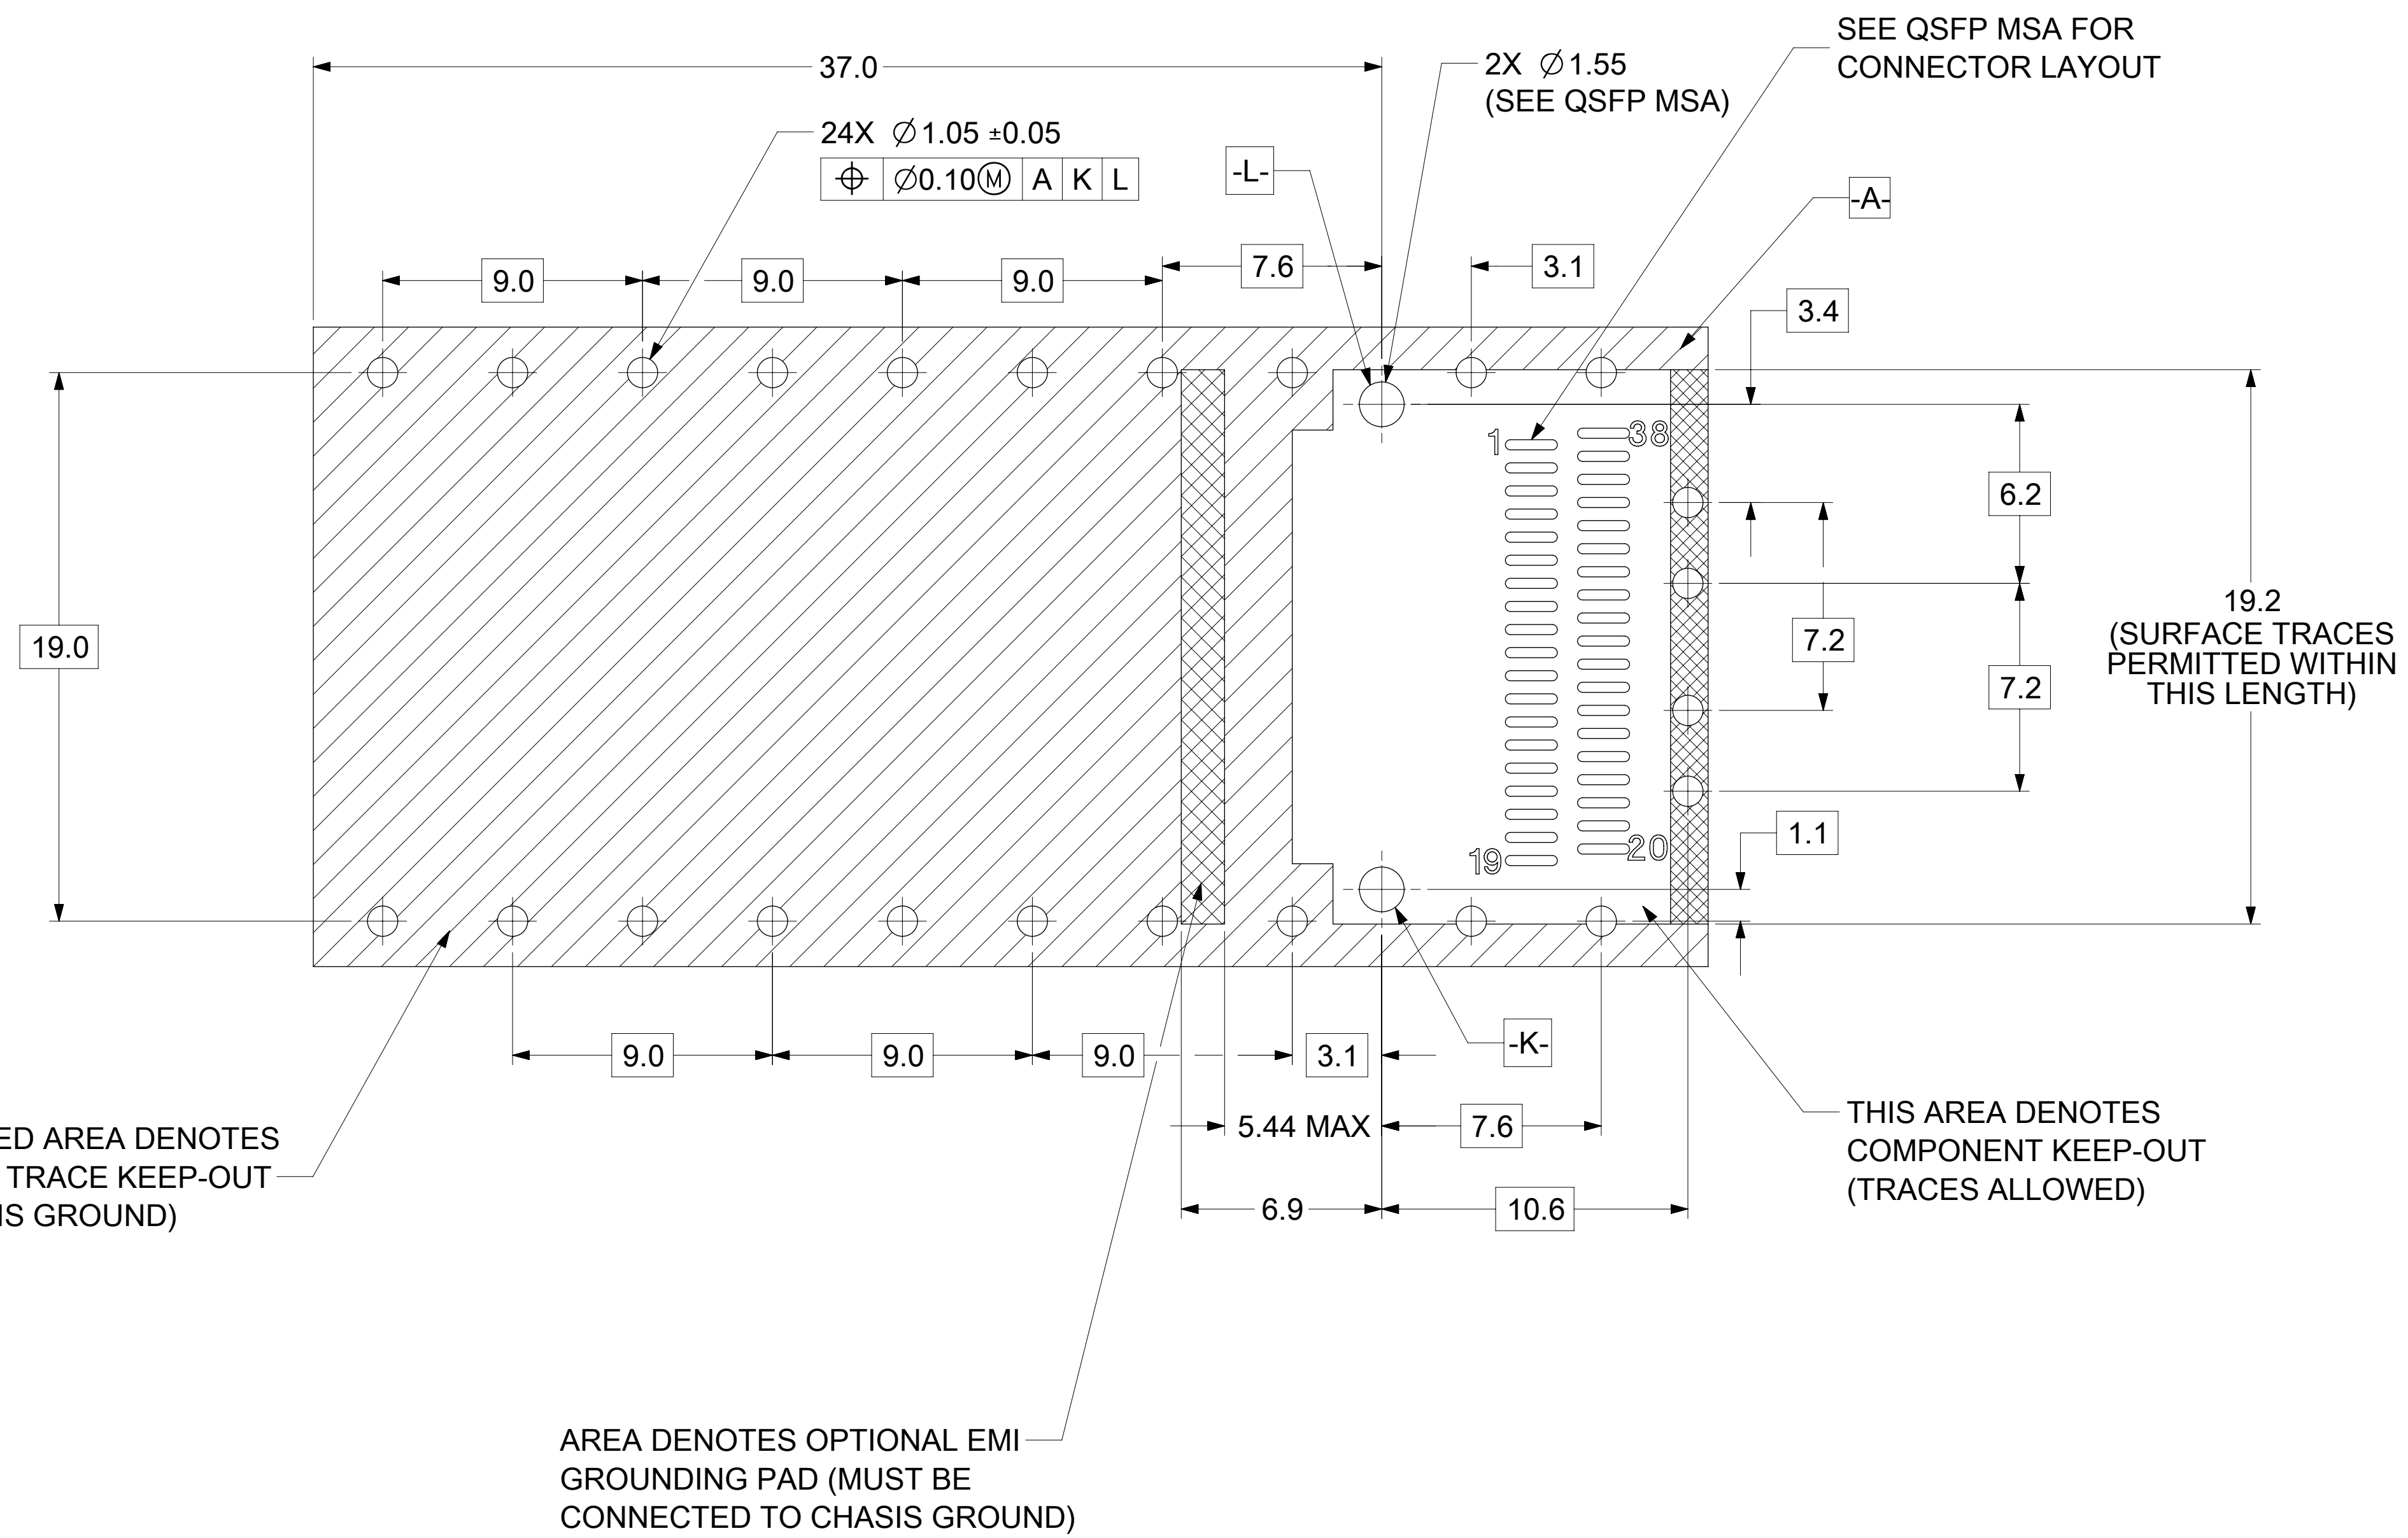 SEE QSFP MSA FOR
CONNECTOR LAYOUT
37.0
2X ∅1.55
(SEE QSFP MSA)
24X ∅1.05 ±0.05
⌖ ∅0.10Ⓜ A K L
-L-
-A-
9.0
9.0
9.0
7.6
3.1
3.4
1
38
6.2
19.0
19.2
(SURFACE TRACES
PERMITTED WITHIN
THIS LENGTH)
7.2
7.2
19
20
1.1
9.0
9.0
9.0
3.1
-K-
5.44 MAX
7.6
6.9
10.6
ED AREA DENOTES
TRACE KEEP-OUT
IS GROUND)
THIS AREA DENOTES
COMPONENT KEEP-OUT
(TRACES ALLOWED)
AREA DENOTES OPTIONAL EMI
GROUNDING PAD (MUST BE
CONNECTED TO CHASIS GROUND)